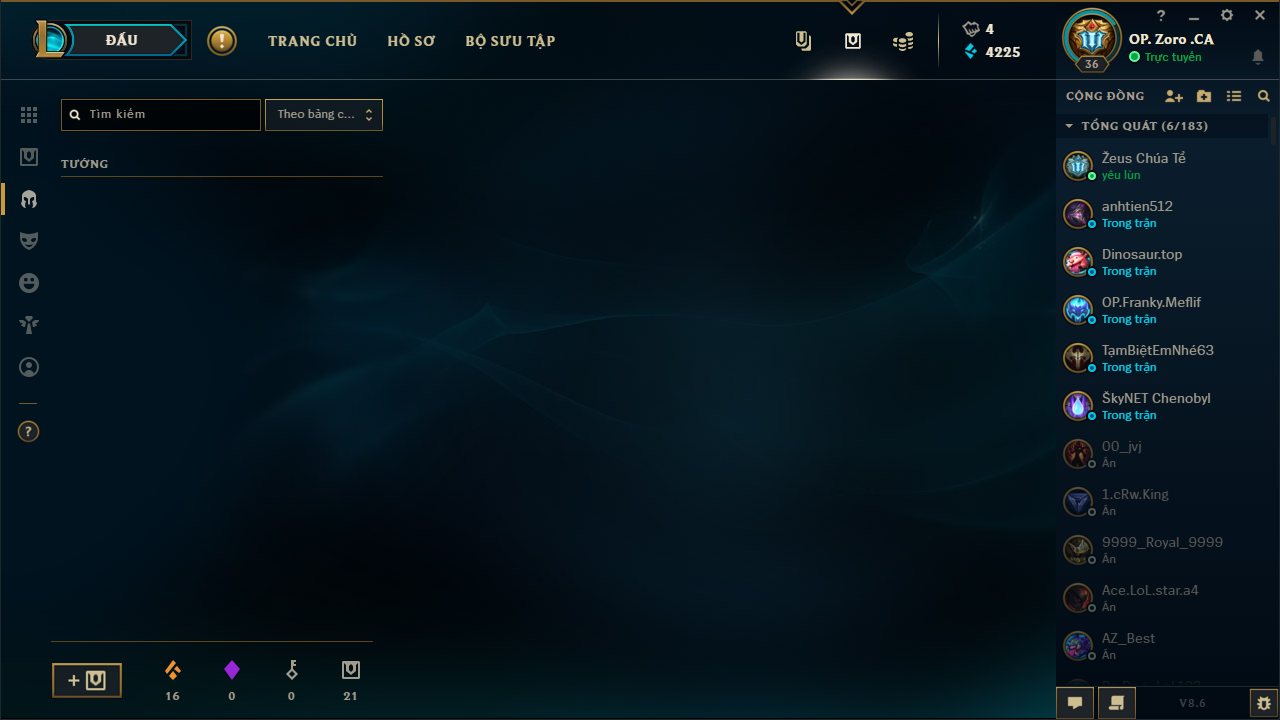 ĐẤU
!
TRANG CHỦ
HỒ SƠ
BỘ SƯU TẬP
4
4225
?
36
OP. Zoro .CA
Trực tuyến
Tìm kiếm
Theo bảng c...
TƯỚNG
?
16
0
0
21
CỘNG ĐỒNG
TỔNG QUÁT (6/183)
Žeus Chúa Tể
yêu lùn
anhtien512
Trong trận
Dinosaur.top
Trong trận
OP.Franky.Meflif
Trong trận
TạmBiệtEmNhé63
Trong trận
ŠkyNET Chenobyl
Trong trận
00_jvj
Ẩn
1.cRw.King
Ẩn
9999_Royal_9999
Ẩn
Ace.LoL.star.a4
Ẩn
AZ_Best
Ẩn
V8.6